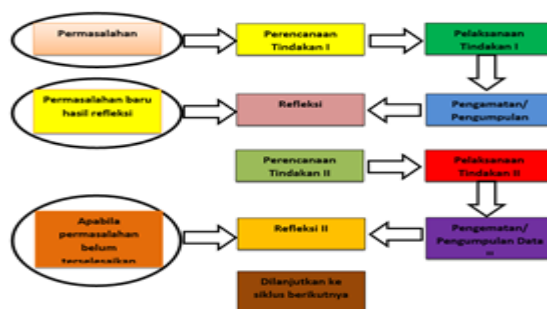 Permasalahan
Perencanaan
Tindakan I
Pelaksanaan
Tindakan I
Permasalahan baru
hasil refleksi
Refleksi
Pengamatan/
Pengumpulan
Perencanaan
Tindakan II
Pelaksanaan
Tindakan II
Apabila
permasalahan
belum
terselesaikan
Refleksi II
Pengamatan/
Pengumpulan Data
Dilanjutkan ke
siklus berikutnya